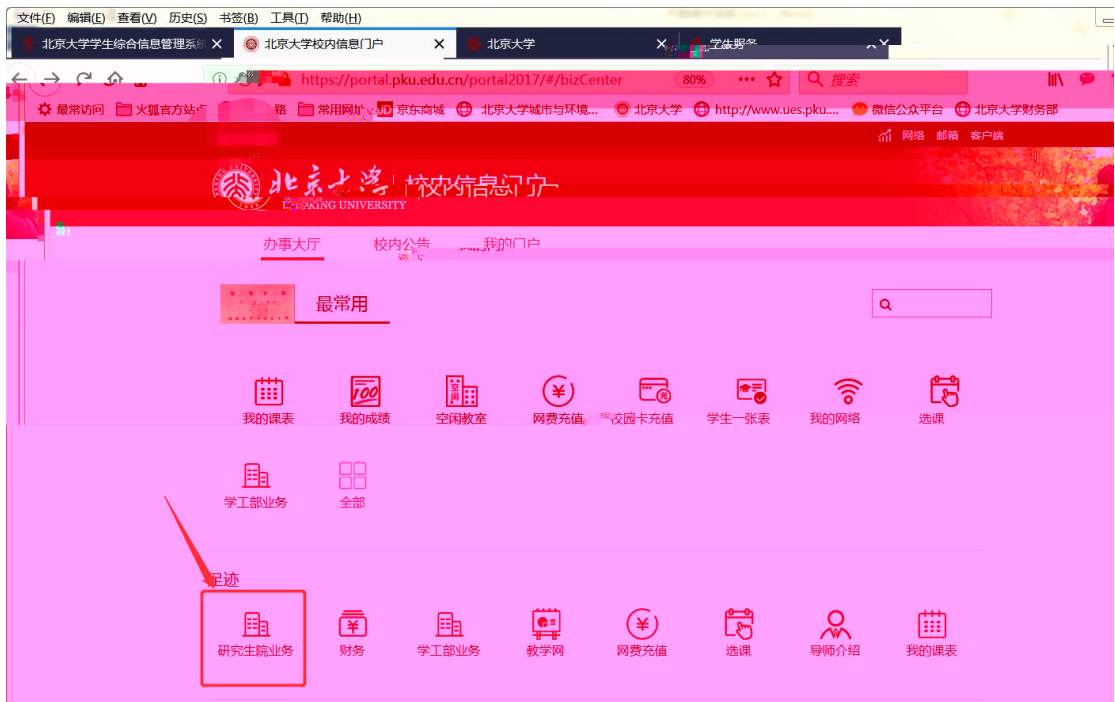 文件(F) 编辑(E) 查看(V) 历史(S) 书签(B) 工具(T) 帮助(H)
北京大学学生综合信息管理系统 北京大学校内信息门户 北京大学 学生服务
https://portal.pku.edu.cn/portal2017/#/bizCenter 80% 搜索
最常访问 火狐官方站点 常用网址 JD 京东商城 北京大学城市与环境... 北京大学 http://www.ues.pku.... 微信公众平台 北京大学财务部
网络 邮箱 客户端
北京大学 校内信息门户
PEKING UNIVERSITY
办事大厅 校内公告 我的门户
最常用
我的课表 我的成绩 空闲教室 网费充值 校园卡充值 学生一张表 我的网络 选课
学工部业务 全部
足迹
研究生院业务 财务 学工部业务 教学网 网费充值 选课 导师介绍 我的课表